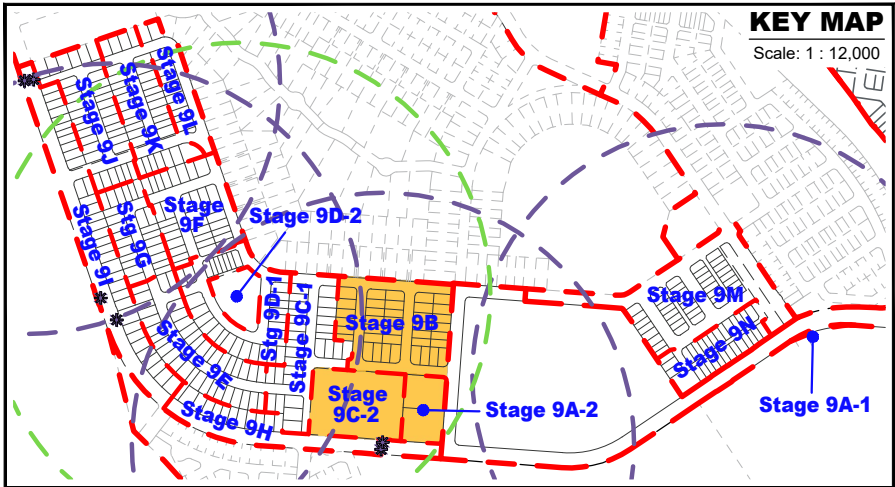 KEY MAP
Scale: 1 : 12,000
Stage 9J
Stage 9K
Stage 9L
Stage 9I
Stg 9G
Stage
9F
Stage 9D-2
Stg 9D-1
Stage 9C-1
Stage 9B
Stage 9E
Stage 9H
Stage
9C-2
Stage 9A-2
Stage 9M
Stage 9N
Stage 9A-1